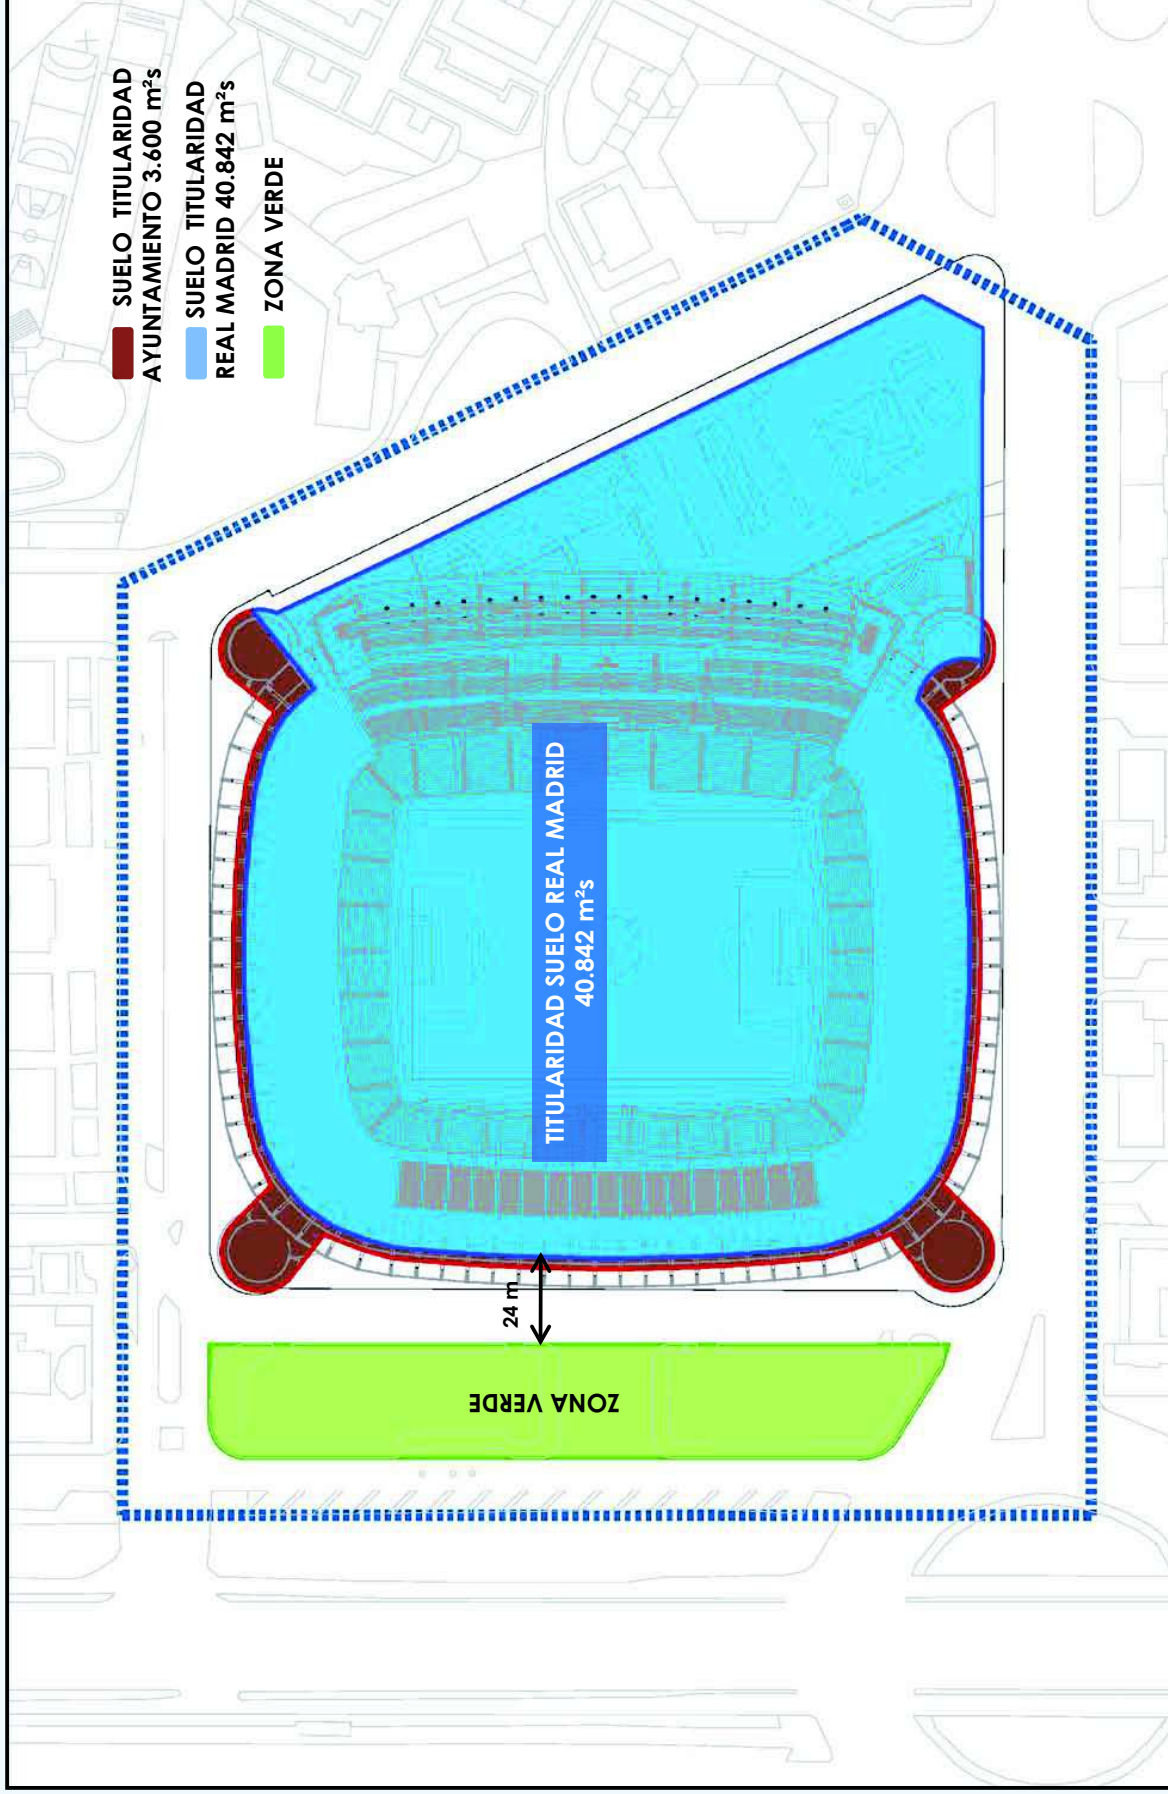 SUELO TITULARIDAD
AYUNTAMIENTO 3.600 m²s
SUELO TITULARIDAD
REAL MADRID 40.842 m²s
ZONA VERDE
TITULARIDAD SUELO REAL MADRID
40.842 m²s
24 m
ZONA VERDE